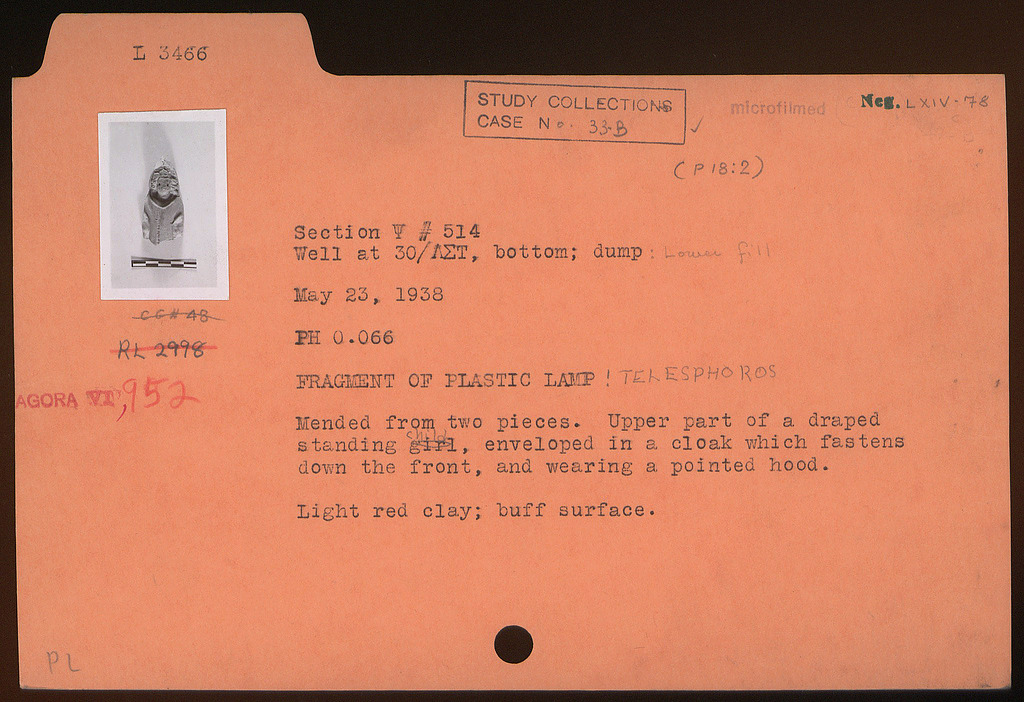 L 3466
STUDY COLLECTIONS
CASE No. 33-B
✓
microfilmed
Neg. LXIV-78
(P 18:2)
Section Ψ # 514
Well at 30/ΛΣΤ, bottom; dump: Lower fill
May 23, 1938
CC# 48
RL 2998
PH 0.066
AGORA VI, 952
FRAGMENT OF PLASTIC LAMP! TELESPHOROS
Mended from two pieces. Upper part of a draped
child
standing girl, enveloped in a cloak which fastens
down the front, and wearing a pointed hood.
Light red clay; buff surface.
PL